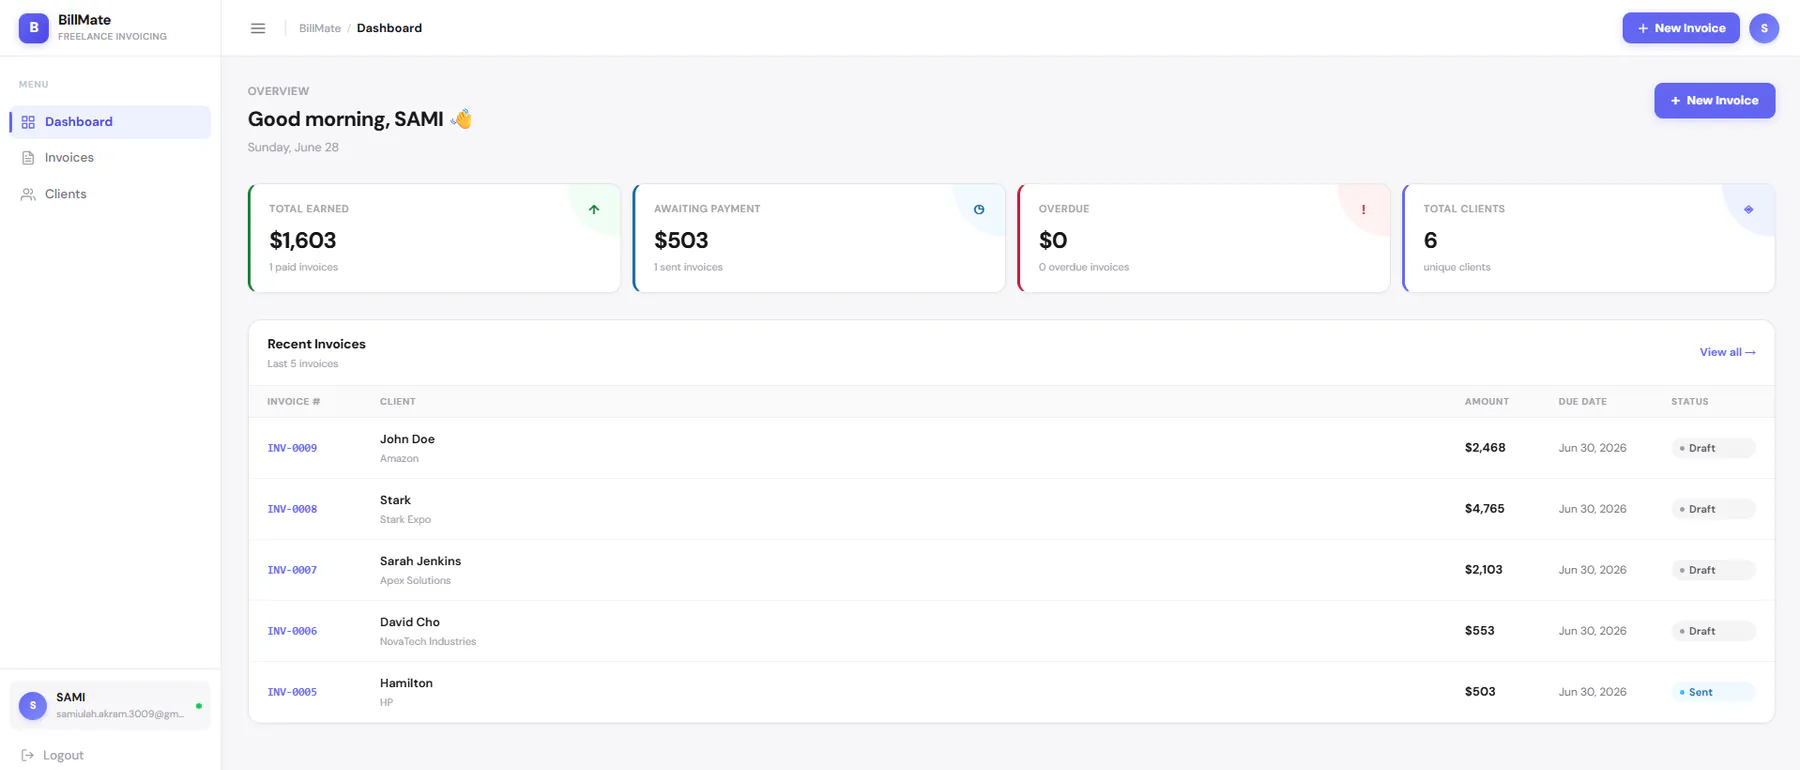 B
BillMate
FREELANCE INVOICING
MENU
Dashboard
Invoices
Clients
SAMI
S
samiulah.akram.3009@gm...
Logout
BillMate / Dashboard
+ New Invoice
S
OVERVIEW
Good morning, SAMI 👋
Sunday, June 28
+ New Invoice
TOTAL EARNED
$1,603
1 paid invoices
AWAITING PAYMENT
$503
1 sent invoices
OVERDUE
!
$0
0 overdue invoices
TOTAL CLIENTS
6
unique clients
Recent Invoices
Last 5 invoices
View all →
INVOICE # CLIENT AMOUNT DUE DATE STATUS
INV-0009 John Doe $2,468 Jun 30, 2026 Draft
Amazon
INV-0008 Stark $4,765 Jun 30, 2026 Draft
Stark Expo
INV-0007 Sarah Jenkins $2,103 Jun 30, 2026 Draft
Apex Solutions
INV-0006 David Cho $553 Jun 30, 2026 Draft
NovaTech Industries
INV-0005 Hamilton $503 Jun 30, 2026 Sent
HP